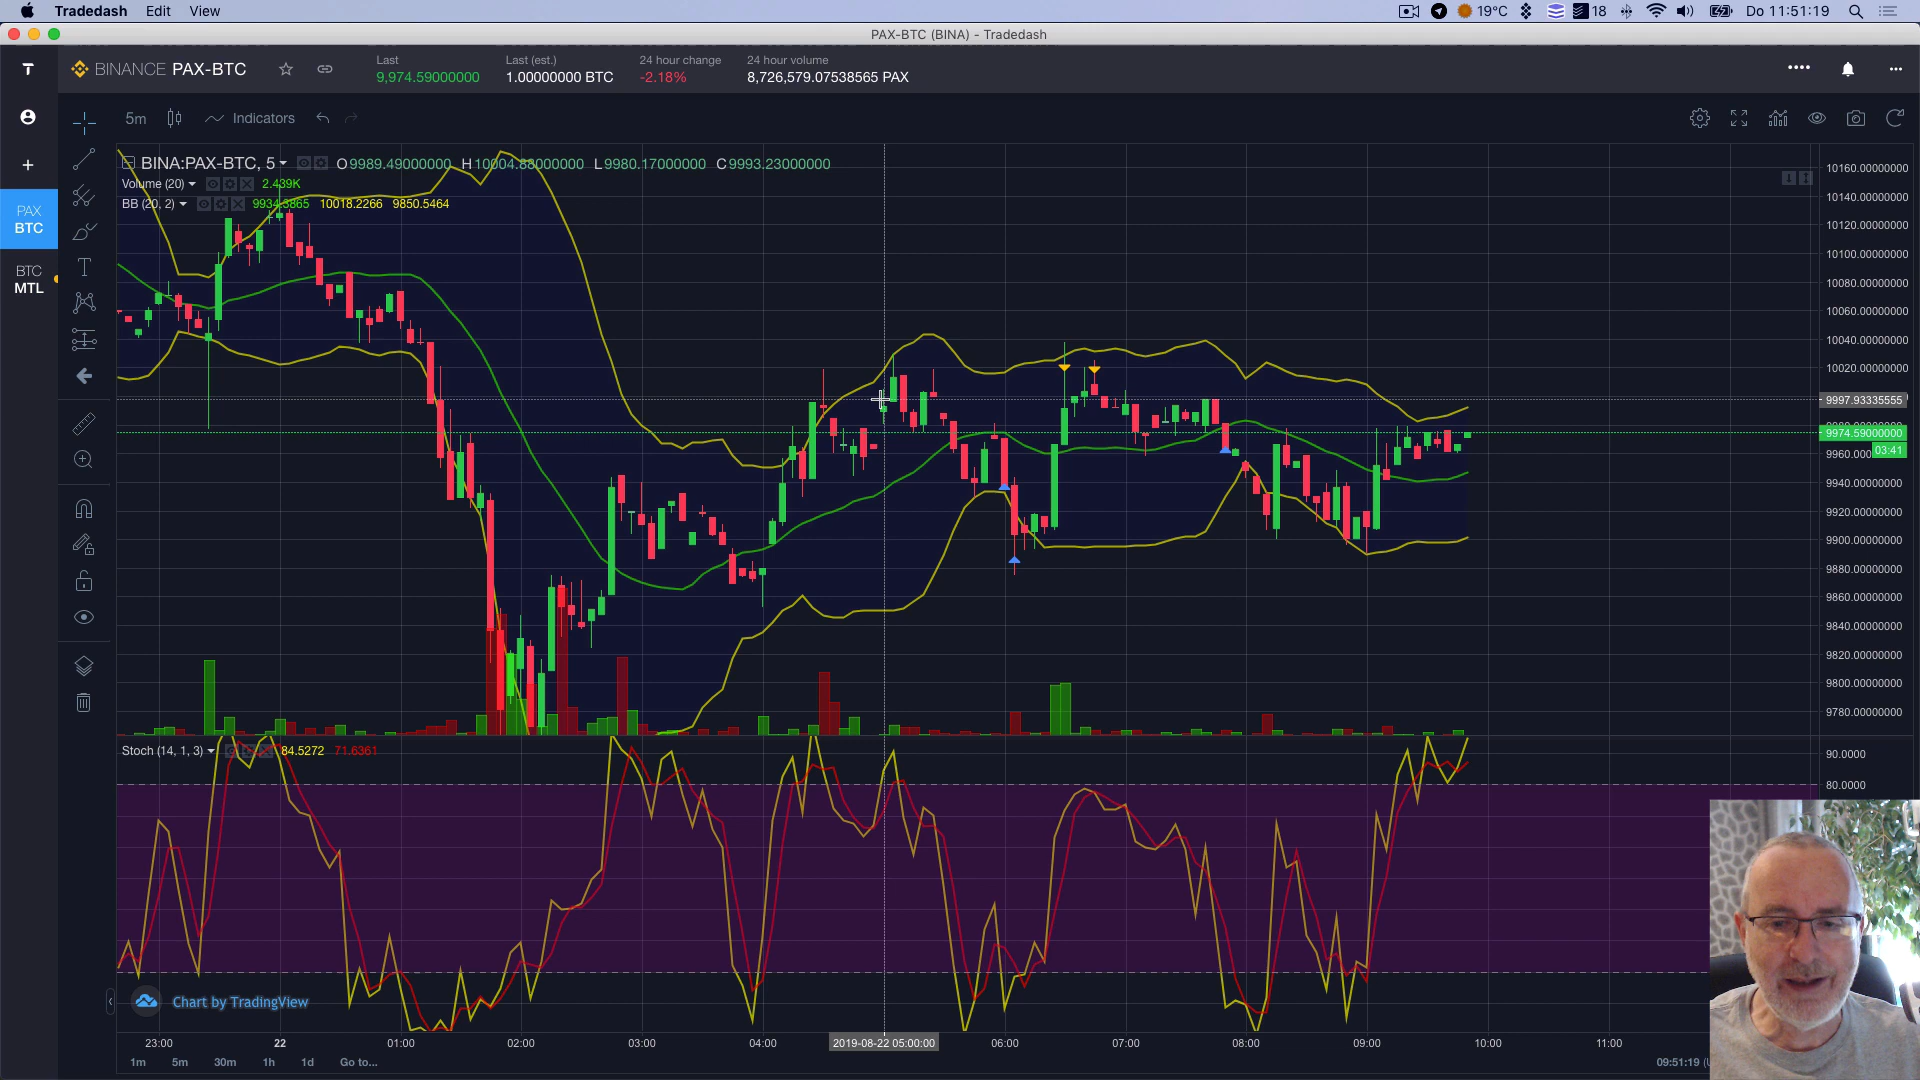 Tradedash Edit View
19°C 18 Do 11:51:19
PAX-BTC (BINA) - Tradedash
BINANCE PAX-BTC
Last
9,974.59000000
Last (est.)
1.00000000 BTC
24 hour change
-2.18%
24 hour volume
8,726,579.07538565 PAX
5m Indicators
PAX
BTC
BTC
MTL
BINA:PAX-BTC, 5 O9989.49000000 H10004.88000000 L9980.17000000 C9993.23000000
Volume (20) 2.439K
BB (20, 2) 9934.3865 10018.2266 9850.5464
10160.00000000
10140.00000000
10120.00000000
10100.00000000
10080.00000000
10060.00000000
10040.00000000
10020.00000000
9997.93335555
9974.59000000
03:41
9960.000
9940.00000000
9920.00000000
9900.00000000
9880.00000000
9860.00000000
9840.00000000
9820.00000000
9800.00000000
9780.00000000
Stoch (14, 1, 3) 84.5272 71.6361
90.0000
80.0000
Chart by TradingView
23:00 22 01:00 02:00 03:00 04:00 2019-08-22 05:00:00 06:00 07:00 08:00 09:00 10:00 11:00
1m 5m 30m 1h 1d Go to...
09:51:19 (